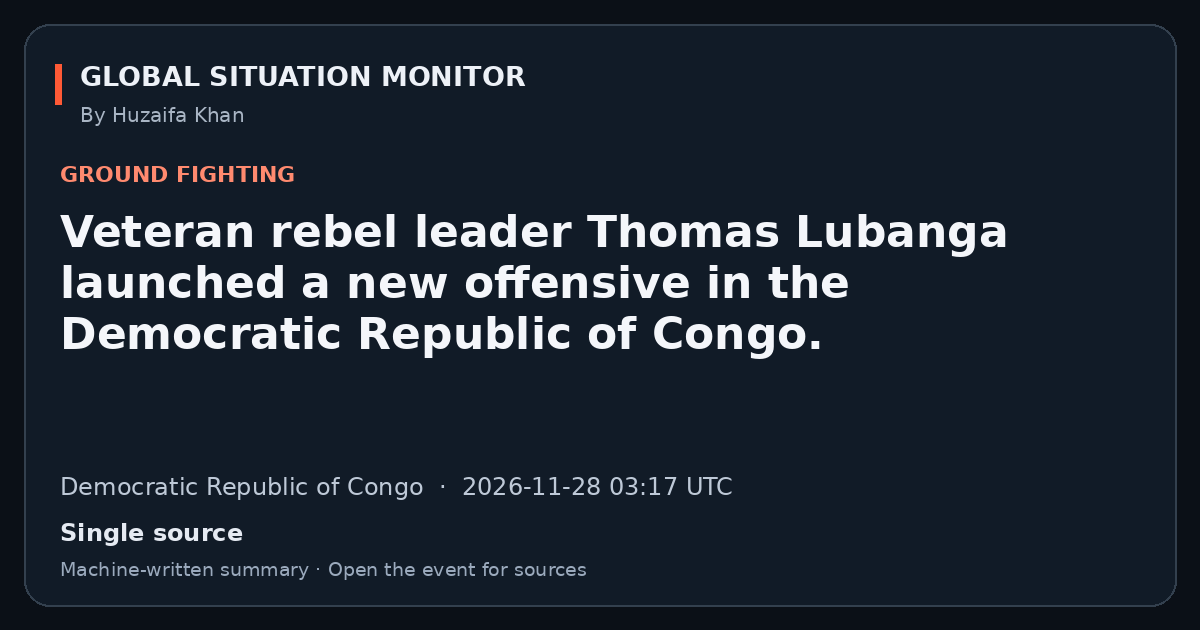 GLOBAL SITUATION MONITOR
By Huzaifa Khan
GROUND FIGHTING
Veteran rebel leader Thomas Lubanga
launched a new offensive in the
Democratic Republic of Congo.
Democratic Republic of Congo · 2026-11-28 03:17 UTC
Single source
Machine-written summary · Open the event for sources